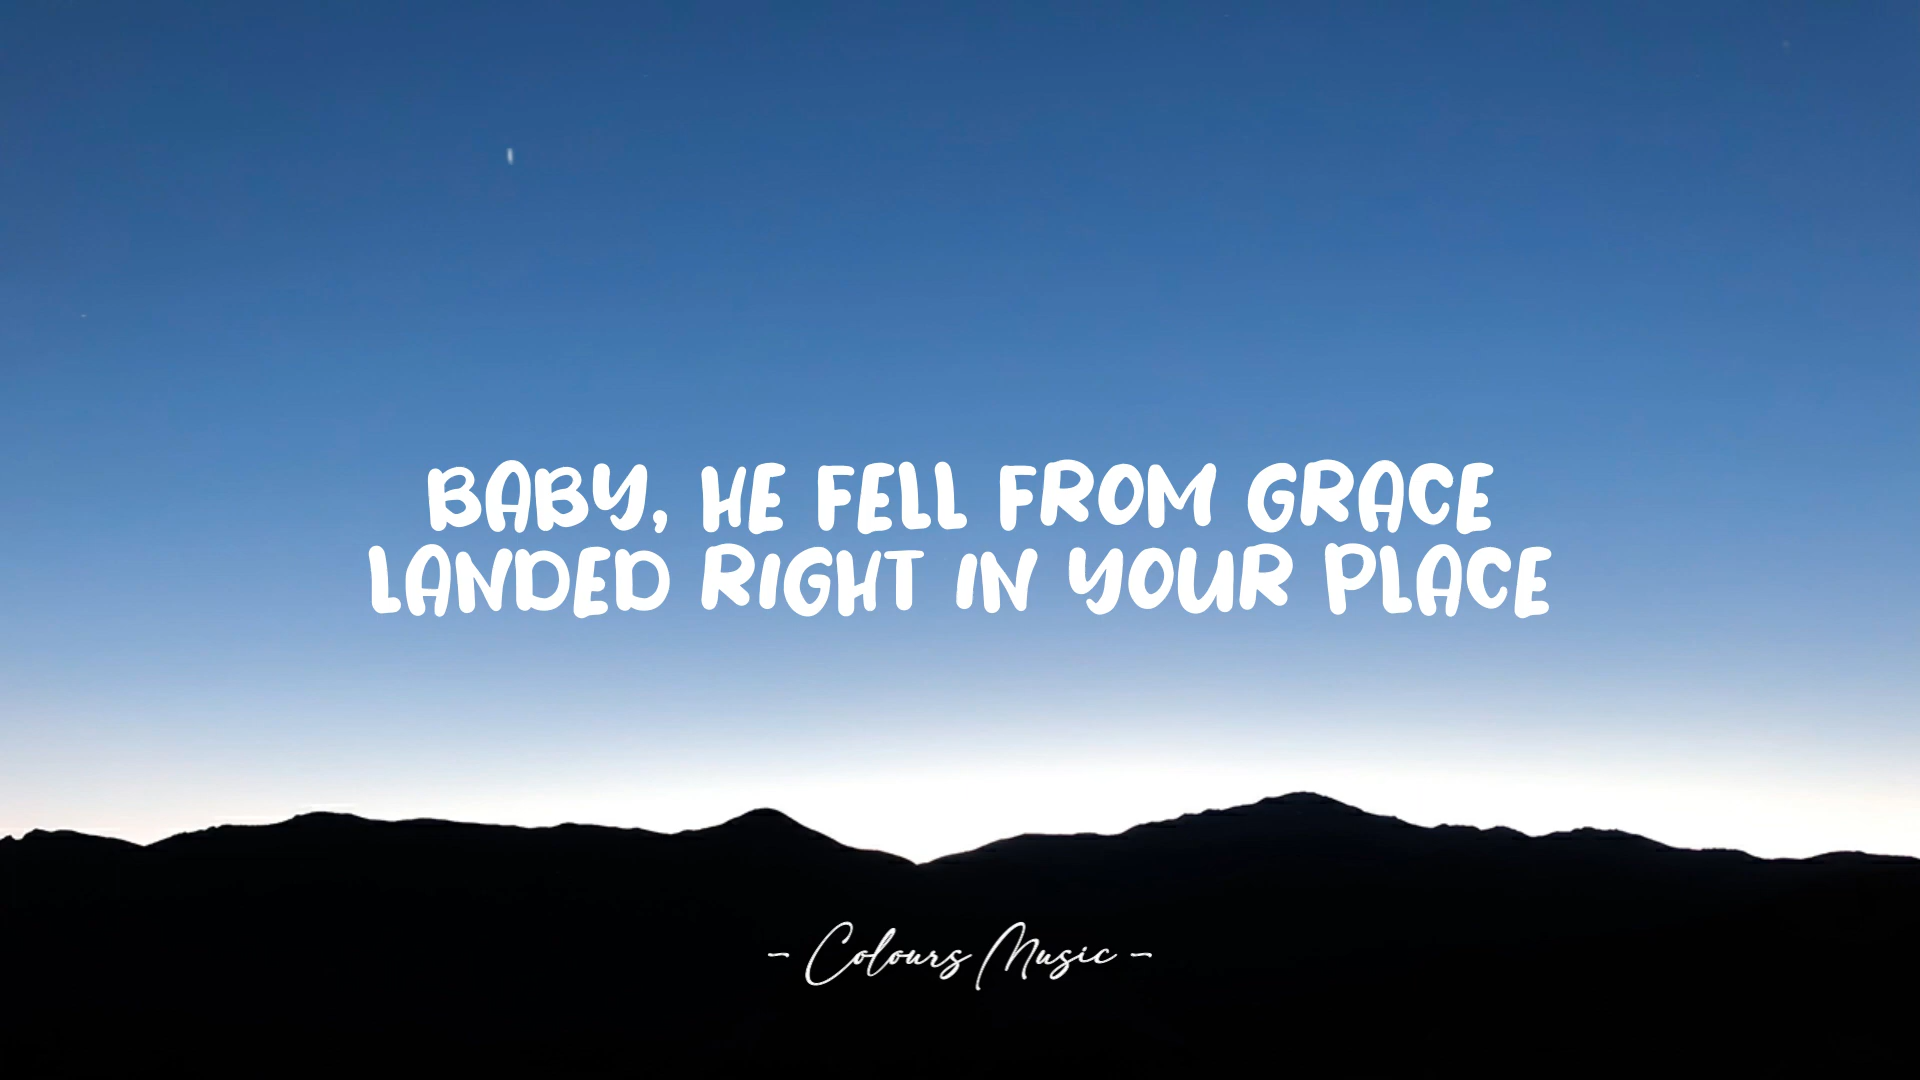 BABY, HE FELL FROM GRACE
LANDED RIGHT IN YOUR PLACE
- Colours Music -